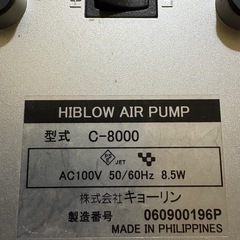 HIBLOW AIR PUMP
型式 C-8000
JET
AC100V 50/60Hz 8.5W
株式会社 キョーリン
製造番号 060900196P
MADE IN PHILIPPINES